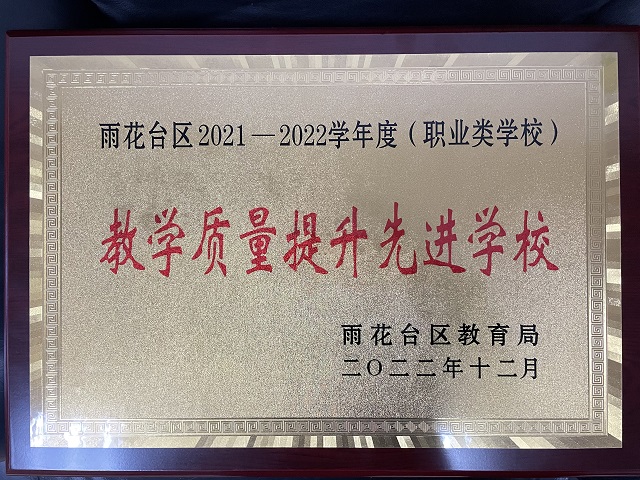 雨花台区2021—2022学年度（职业类学校）
教学质量提升先进学校
雨花台区教育局
二〇二二年十二月